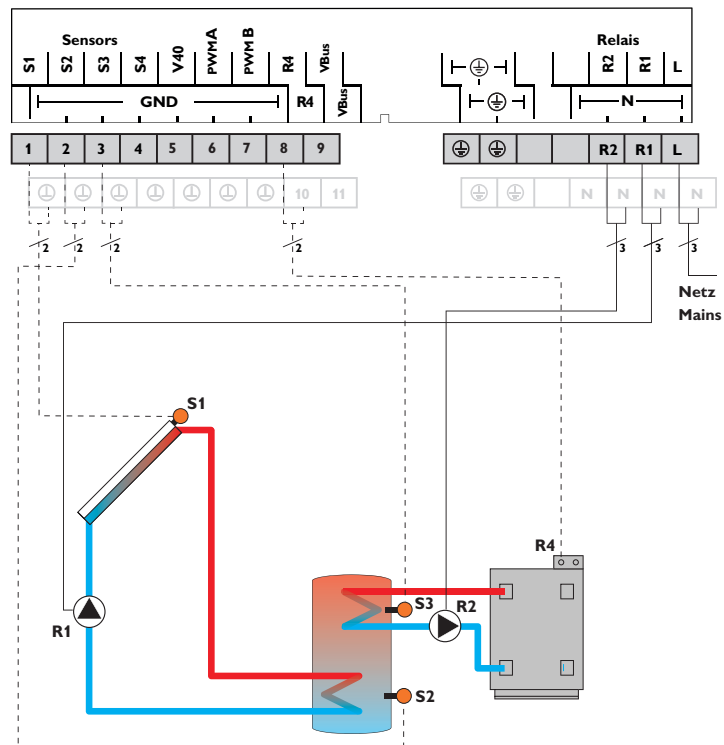 Sensors
Relais
S1 S2 S3 S4 V40 PWM A PWM B R4 VBus
R2 R1 L
GND R4 VBus
N
1 2 3 4 5 6 7 8 9
R2 R1 L
10 11
N N N N
2 2 2 2
3 3 3
Netz
Mains
S1
R4
S3
R2
R1
S2